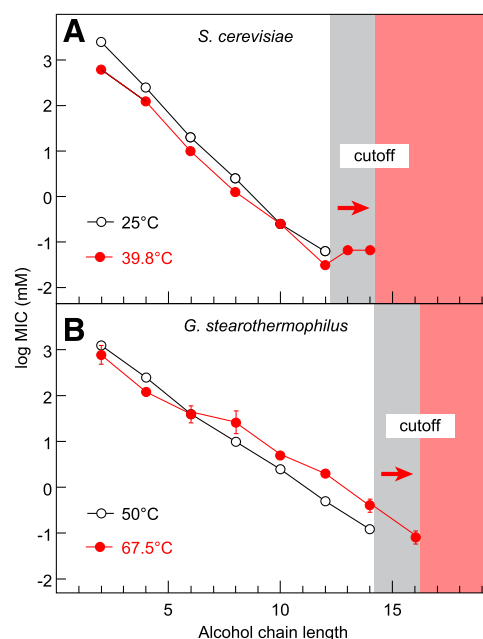 A
S. cerevisiae
3
2
1
0
-1
-2
cutoff
25°C
39.8°C
log MIC (mM)
B
G. stearothermophilus
3
2
1
0
-1
-2
cutoff
50°C
67.5°C
5 10 15
Alcohol chain length